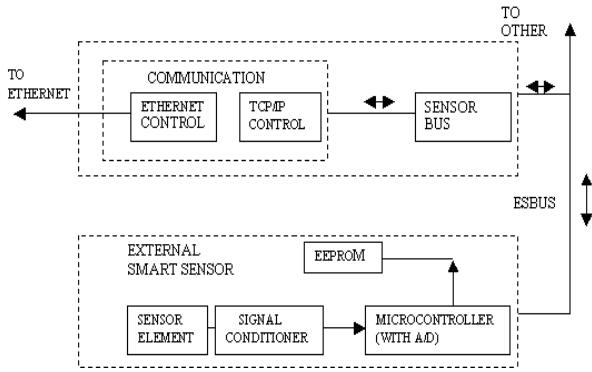 TO
OTHER
TO
ETHERNET
COMMUNICATION
ETHERNET
CONTROL
TCP/IP
CONTROL
SENSOR
BUS
ESBUS
EXTERNAL
SMART SENSOR
EEPROM
SENSOR
ELEMENT
SIGNAL
CONDITIONER
MICROCONTROLLER
(WITH A/D)